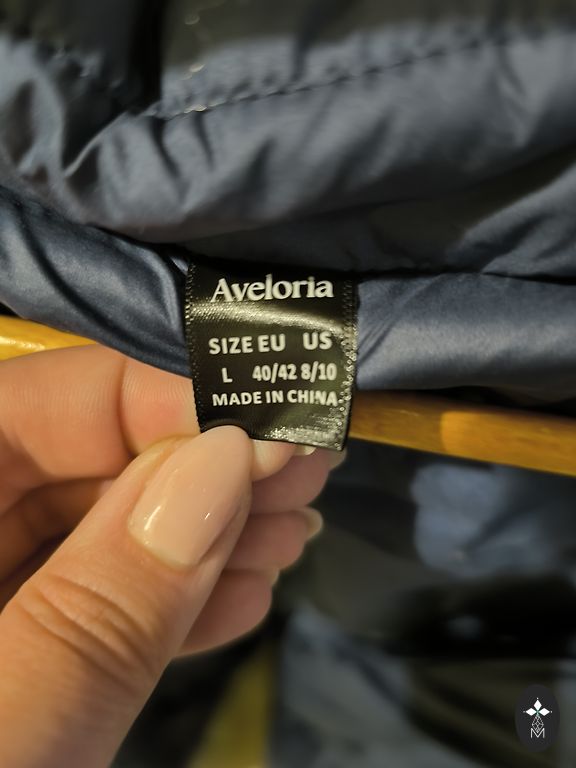 Aveloria
SIZE EU US
L 40/42 8/10
MADE IN CHINA
M